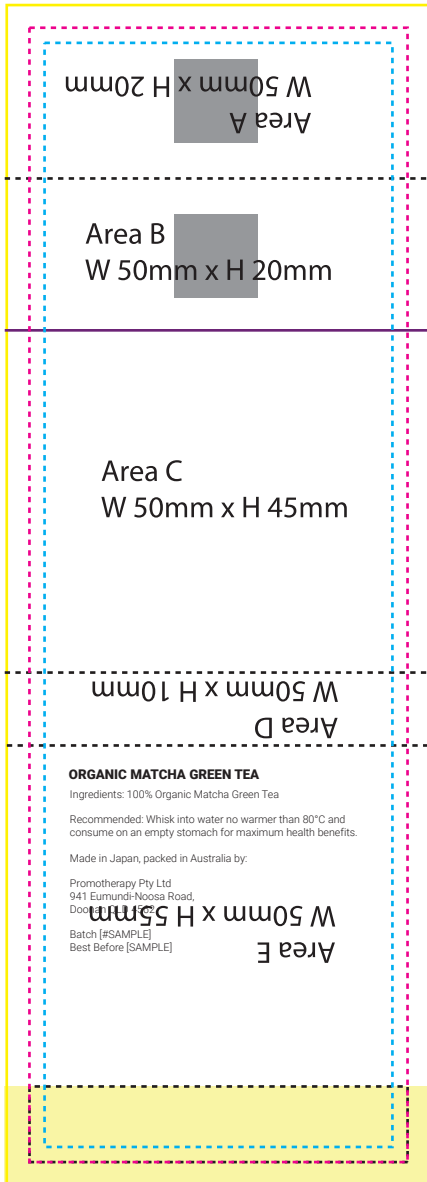 Area A
W 50mm x H 20mm
Area B
W 50mm x H 20mm
Area C
W 50mm x H 45mm
Area D
W 50mm x H 10mm
ORGANIC MATCHA GREEN TEA
Ingredients: 100% Organic Matcha Green Tea
Recommended: Whisk into water no warmer than 80°C and
consume on an empty stomach for maximum health benefits.
Made in Japan, packed in Australia by:
Promotherapy Pty Ltd
941 Eumundi-Noosa Road,
Doonan QLD 4562
Batch [#SAMPLE]
Best Before [SAMPLE]
Area E
W 50mm x H 55mm